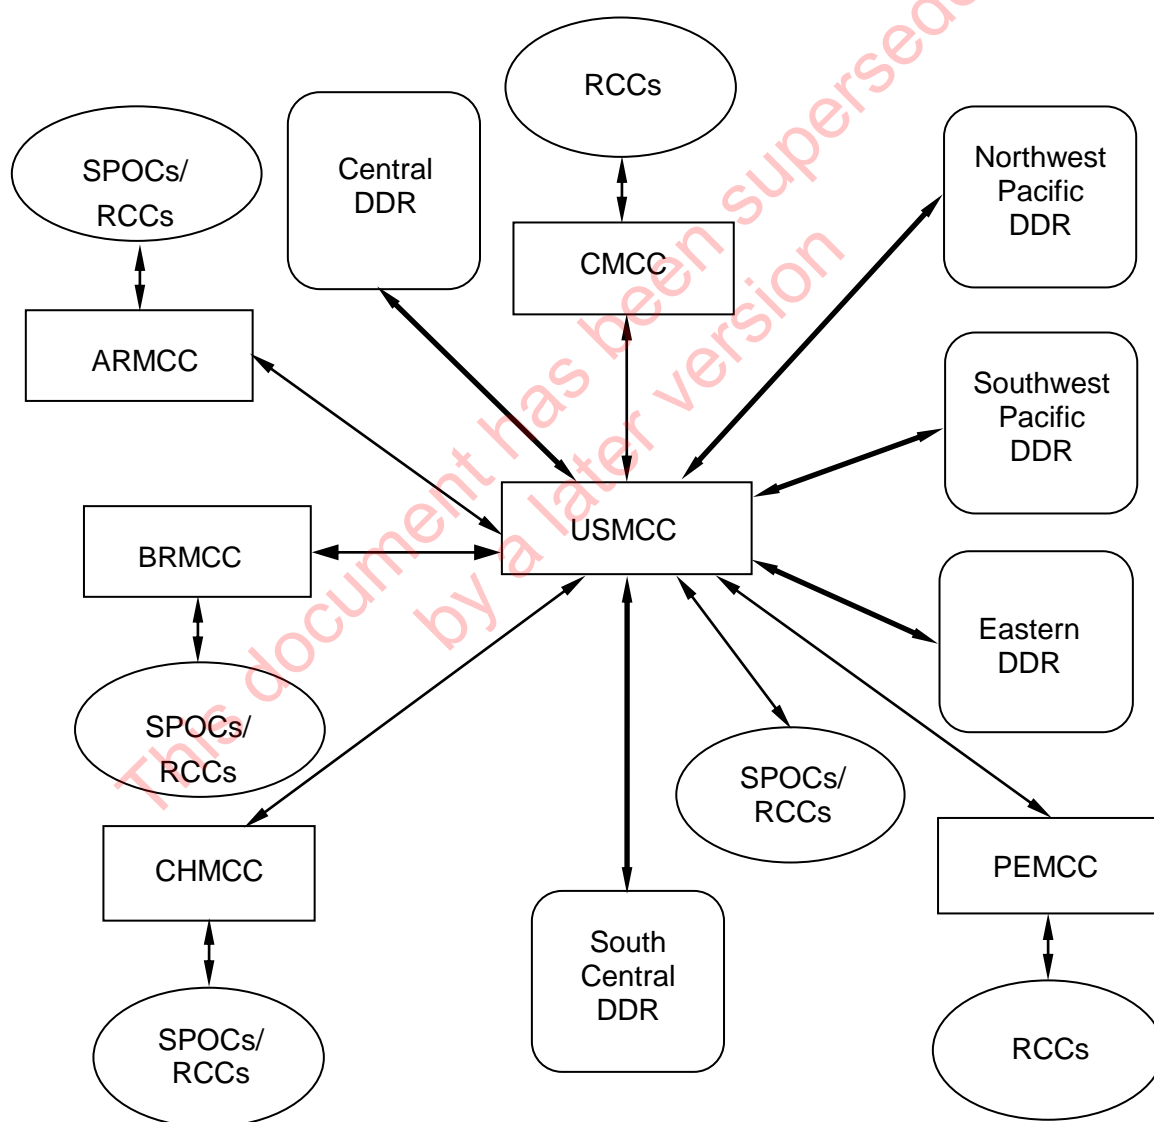 RCCs
SPOCs/
RCCs
Central
DDR
Northwest
Pacific
DDR
CMCC
ARMCC
Southwest
Pacific
DDR
USMCC
BRMCC
Eastern
DDR
SPOCs/
RCCs
SPOCs/
RCCs
CHMCC
PEMCC
South
Central
DDR
SPOCs/
RCCs
RCCs
This document has been supersede
by a later version